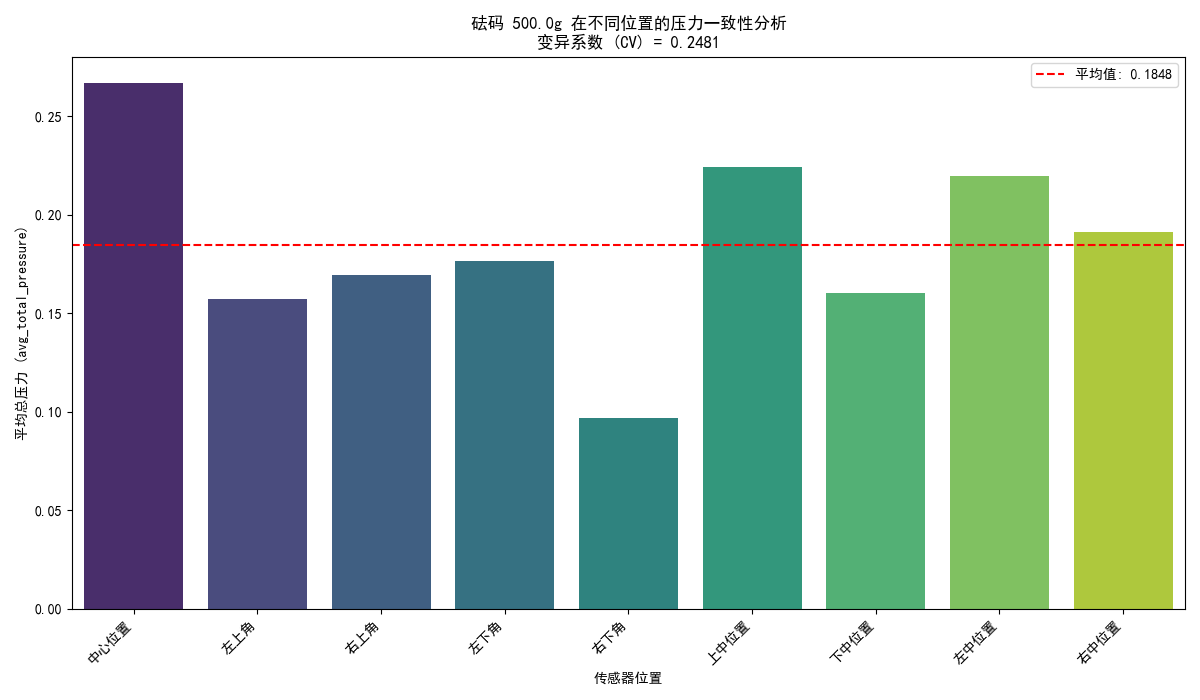 砝码 500.0g 在不同位置的压力一致性分析
变异系数 (CV) = 0.2481
平均值: 0.1848
平均总压力 (avg_total_pressure)
0.25
0.20
0.15
0.10
0.05
0.00
中心位置
左上角
右上角
左下角
右下角
上中位置
下中位置
左中位置
右中位置
传感器位置